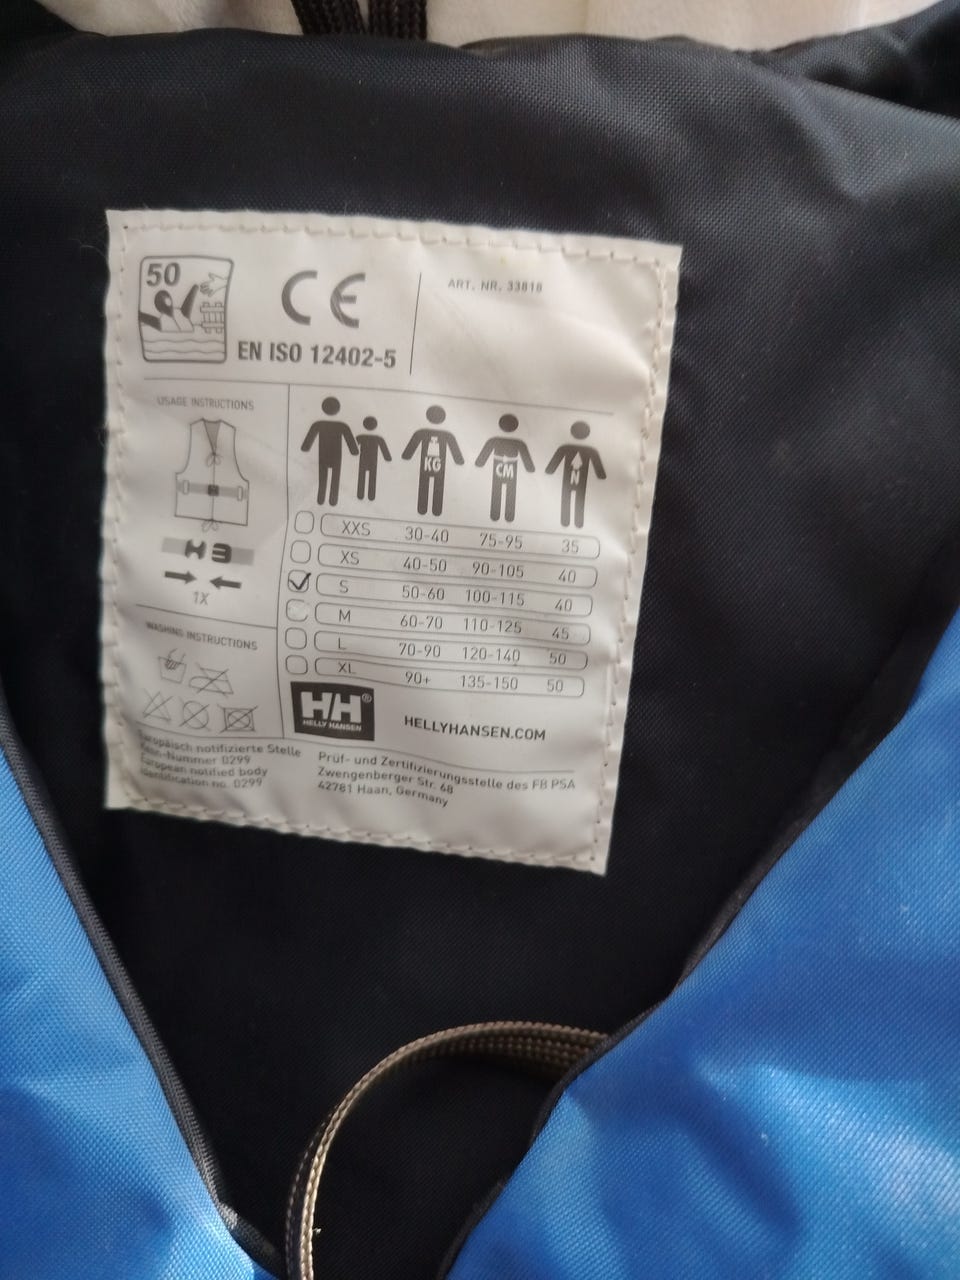 50
CE
EN ISO 12402-5
ART. NR. 33818
USAGE INSTRUCTIONS
1X
WASHING INSTRUCTIONS
KG CM N
XXS 30-40 75-95 35
XS 40-50 90-105 40
S 50-60 100-115 40
M 60-70 110-125 45
L 70-90 120-140 50
XL 90+ 135-150 50
HH®
HELLY HANSEN
HELLYHANSEN.COM
Europäisch notifizierte Stelle
Kenn-Nummer 0299
European notified body
identification no. 0299
Prüf- und Zertifizierungsstelle des FB PSA
Zwengenberger Str. 68
42781 Haan, Germany